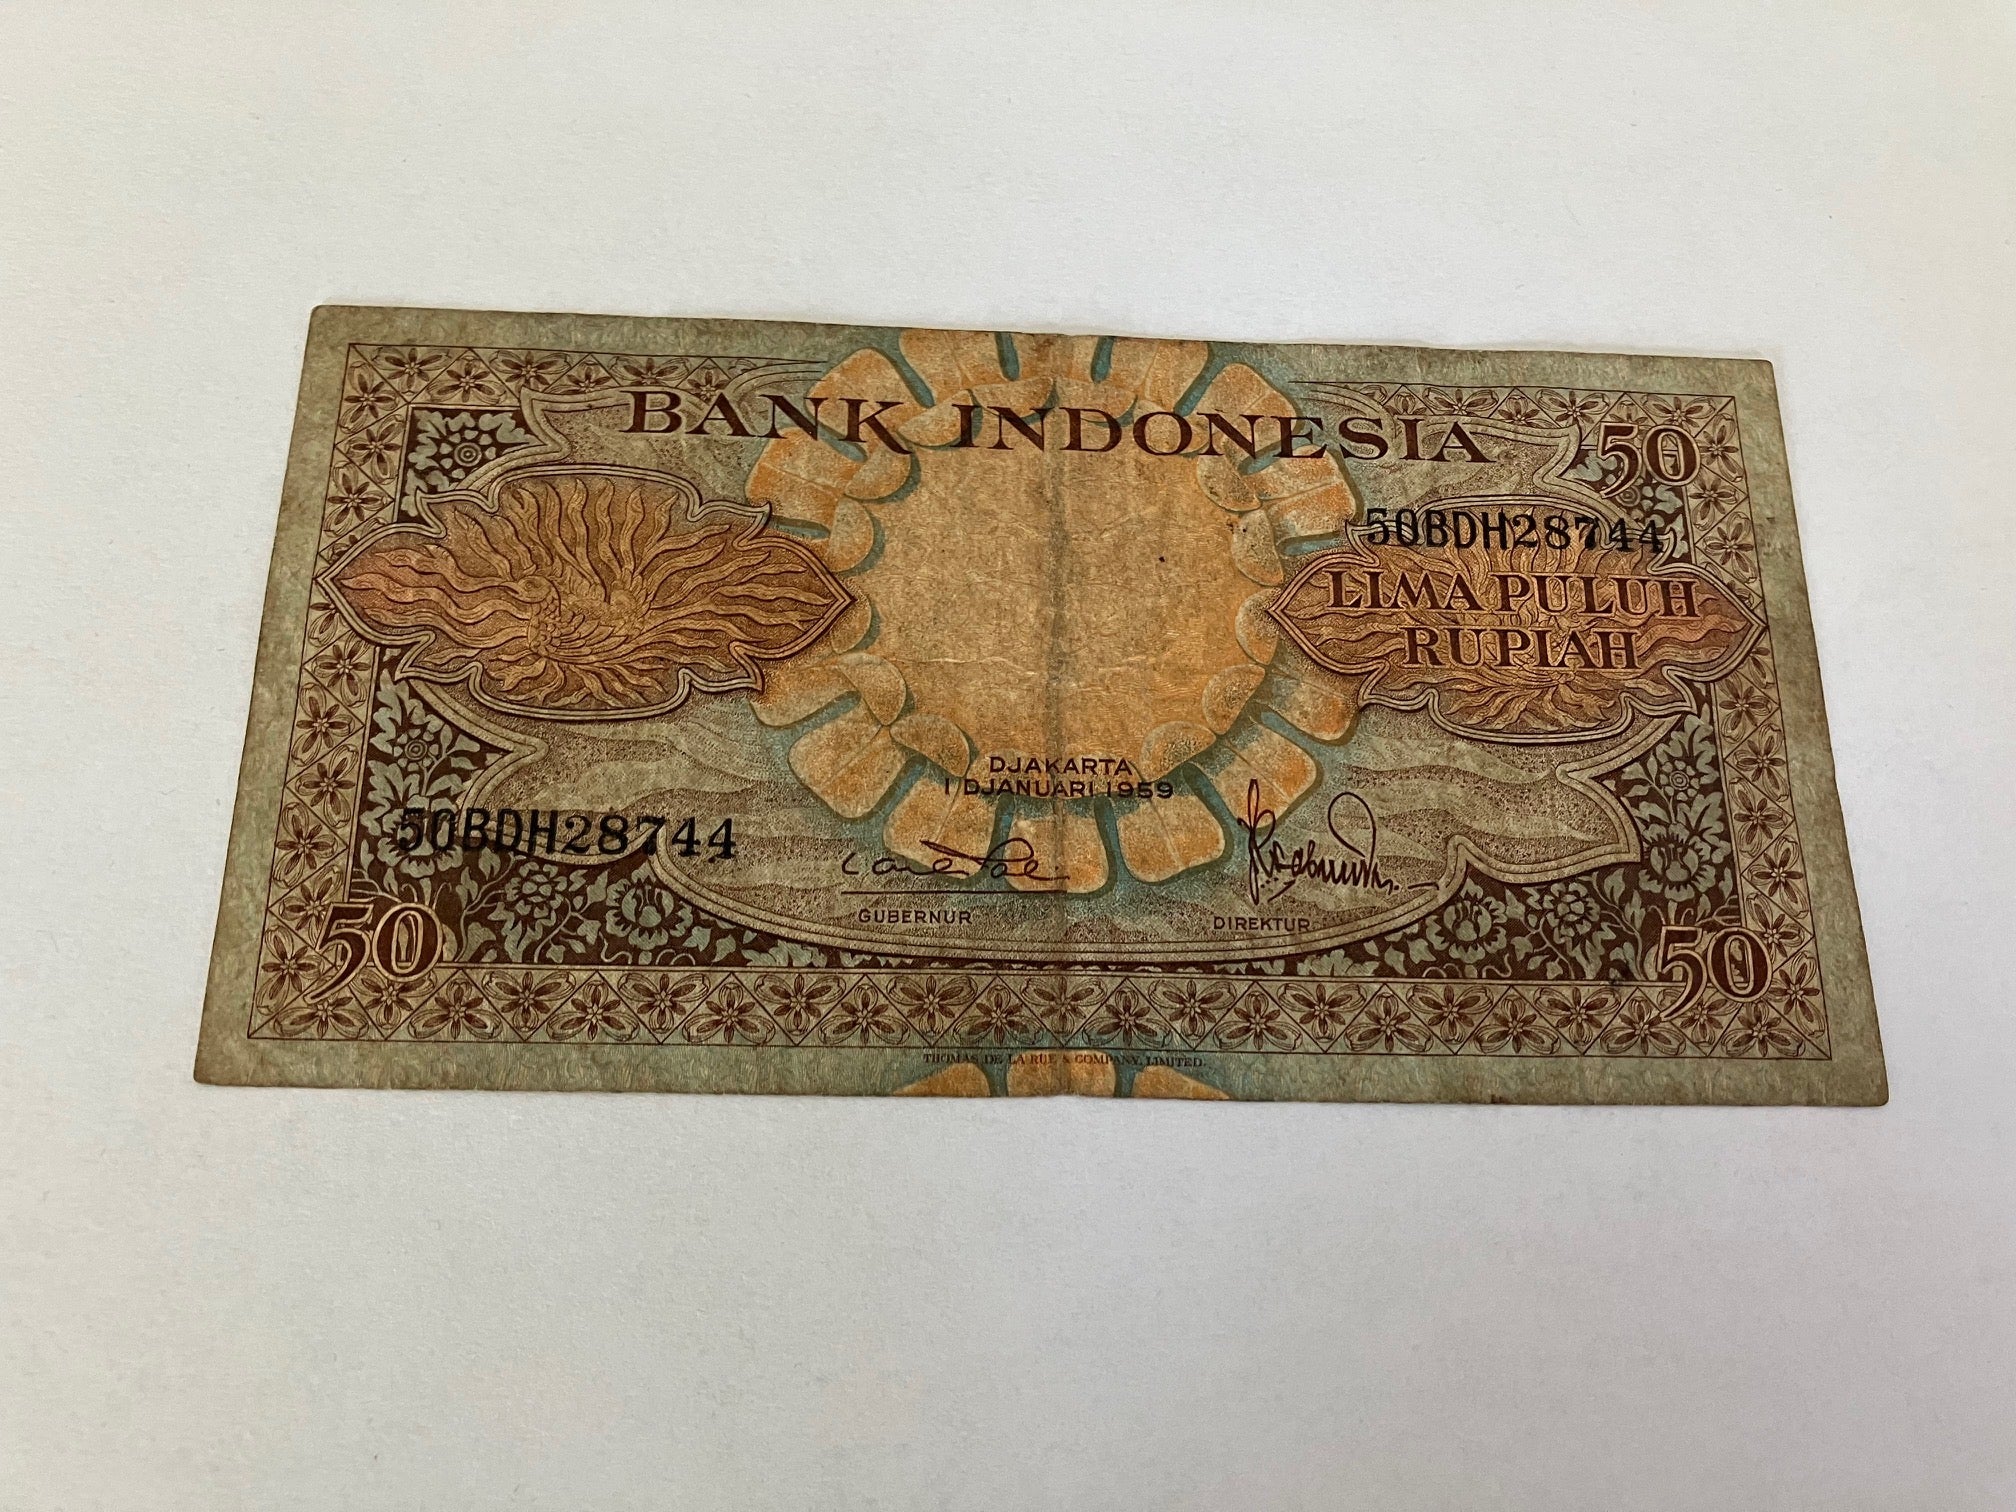 BANK INDONESIA
50
50BDH28744
LIMA PULUH
RUPIAH
DJAKARTA
1 DJANUARI 1959
50BDH28744
GUBERNUR
DIREKTUR
50
50
THOMAS DE LA RUE & COMPANY, LIMITED.